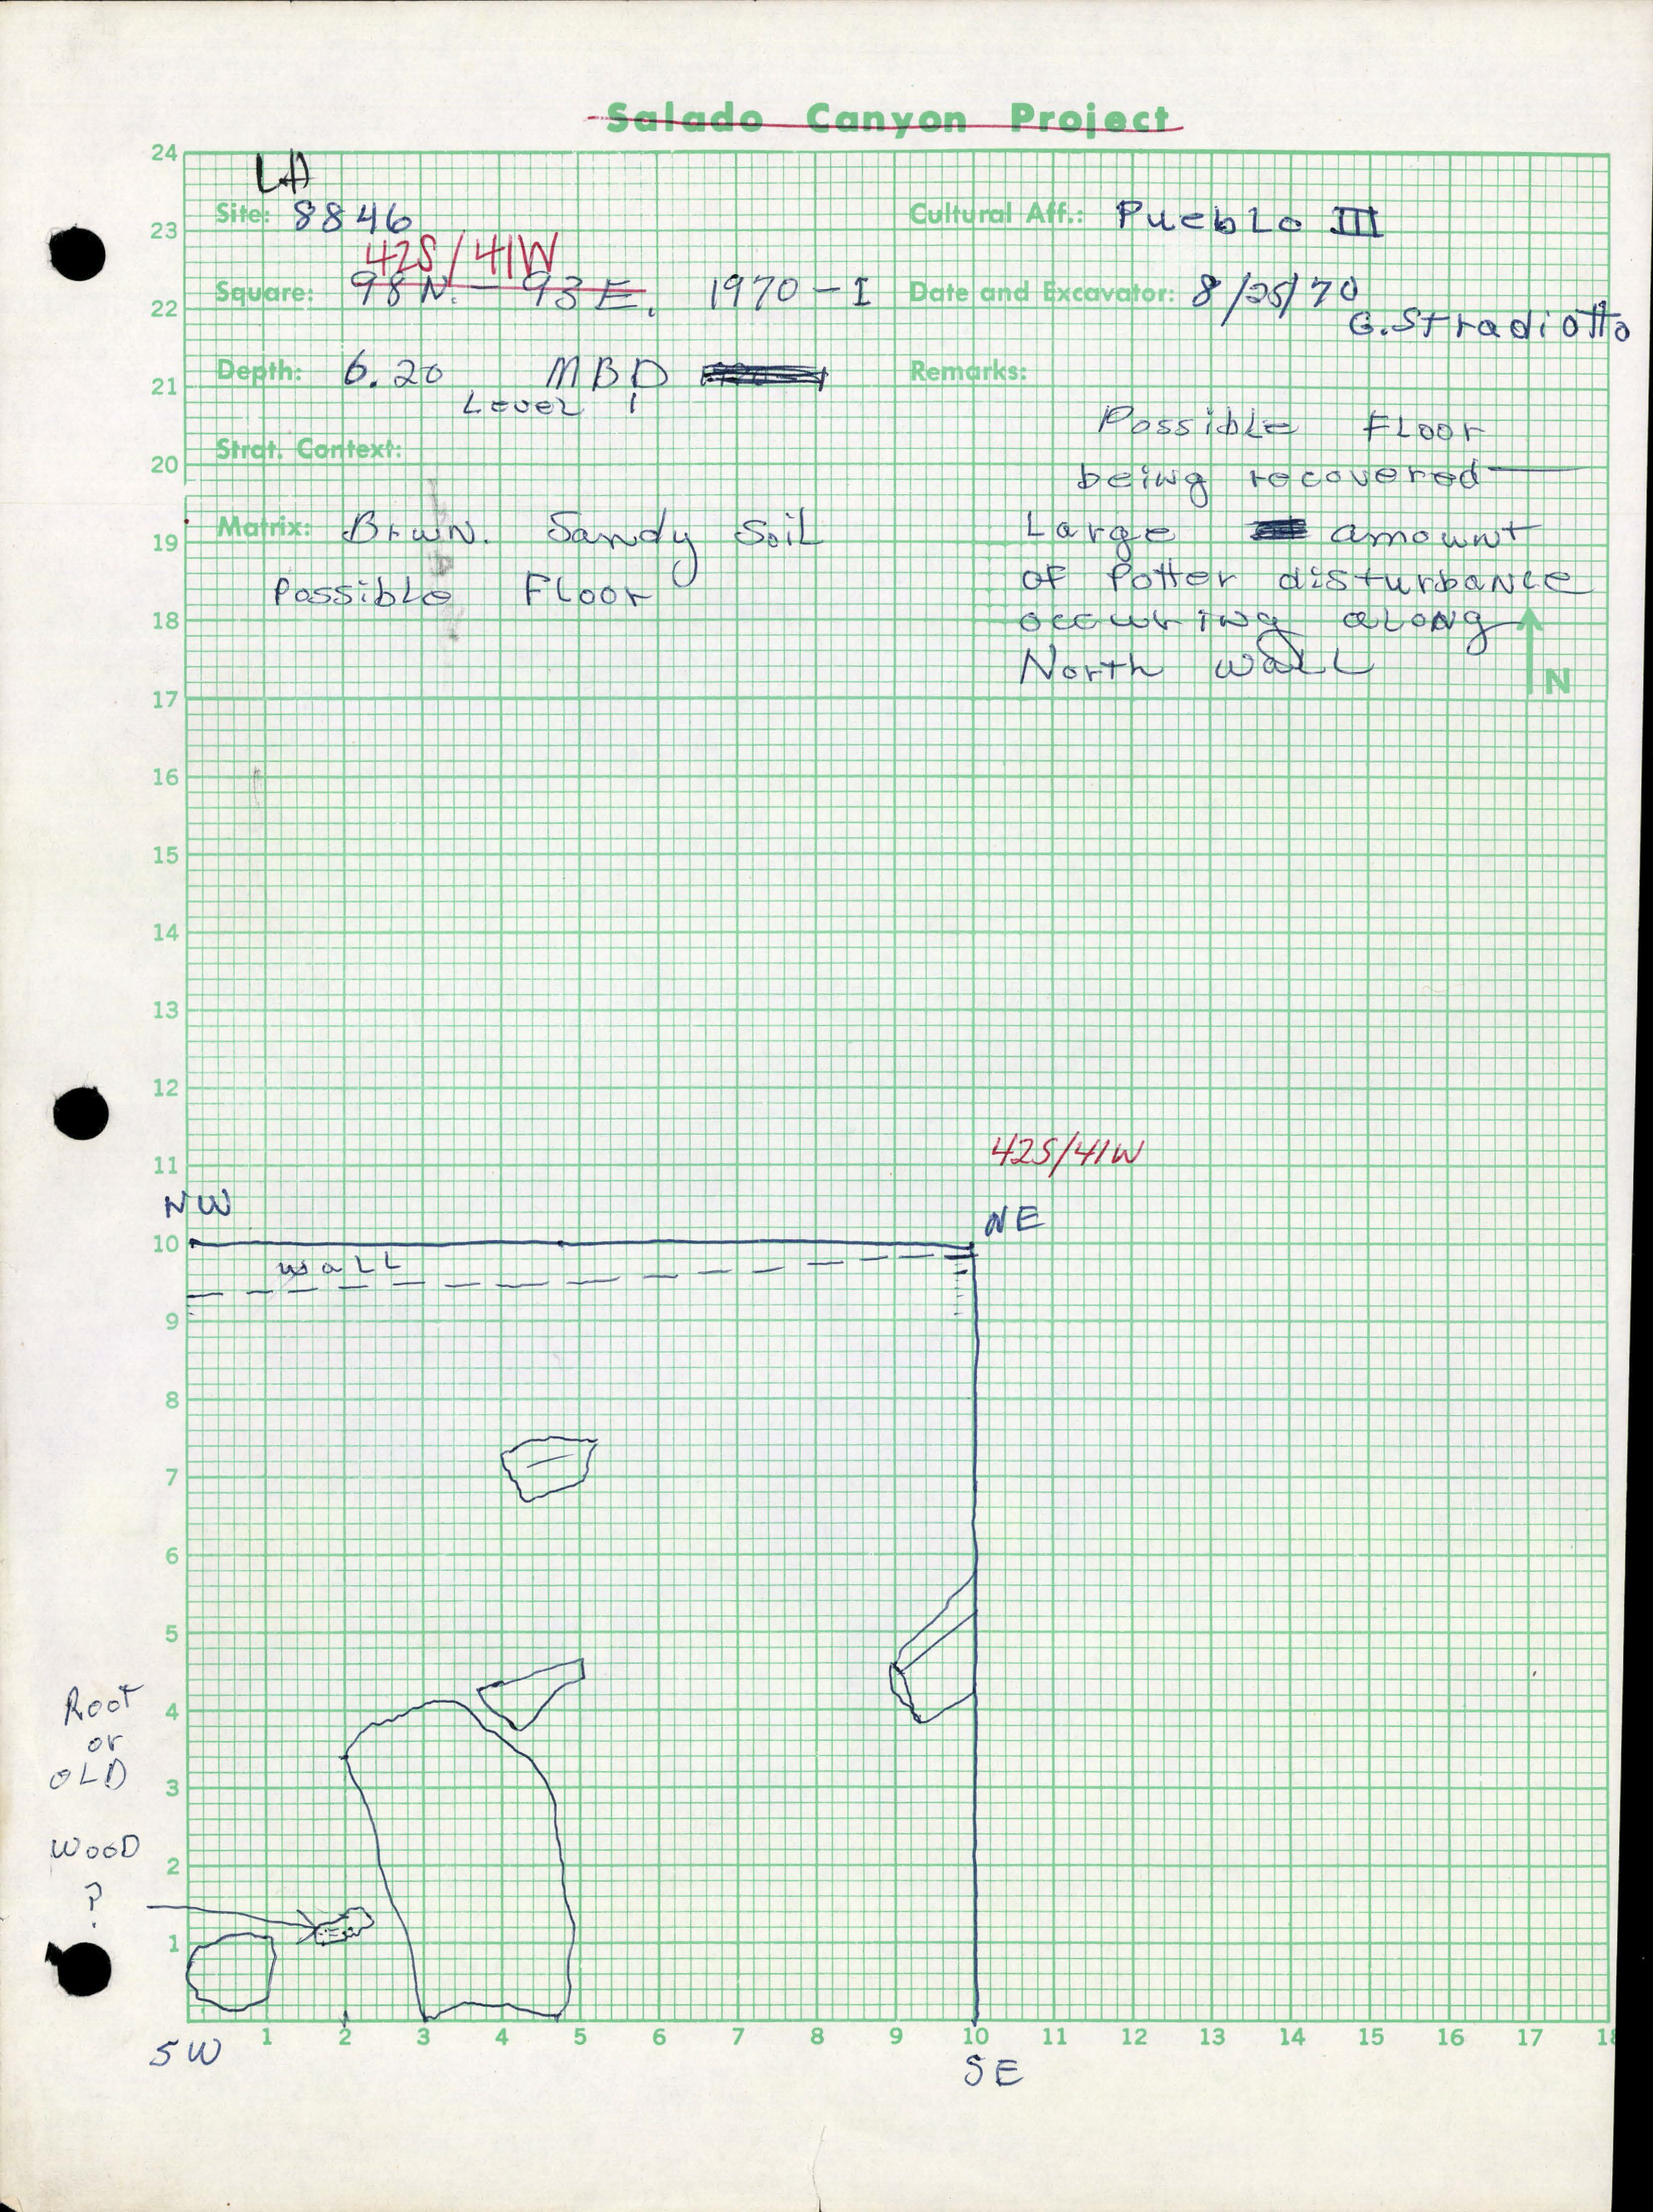 Salado Canyon Project
LA
Site: 8846
Cultural Aff.: Pueblo III
42S/41W
Square: 98N. - 93E. 1970-I
Date and Excavator: 8/25/70
G. Stradiotto
Depth: 6.20 MBD
Level 1
Remarks:
Possible Floor
being recovered
Strat. Context:
Matrix: Brwn. Sandy Soil
Possible Floor
Large amount
of Potter disturbance
occuring along
North wall
N
24
23
22
21
20
19
18
17
16
15
14
13
12
11
10
9
8
7
6
5
4
3
2
1
42S/41W
NW
NE
wall
Root
or
OLD
WOOD
?
1 2 3 4 5 6 7 8 9 10 11 12 13 14 15 16 17 18
SW
SE